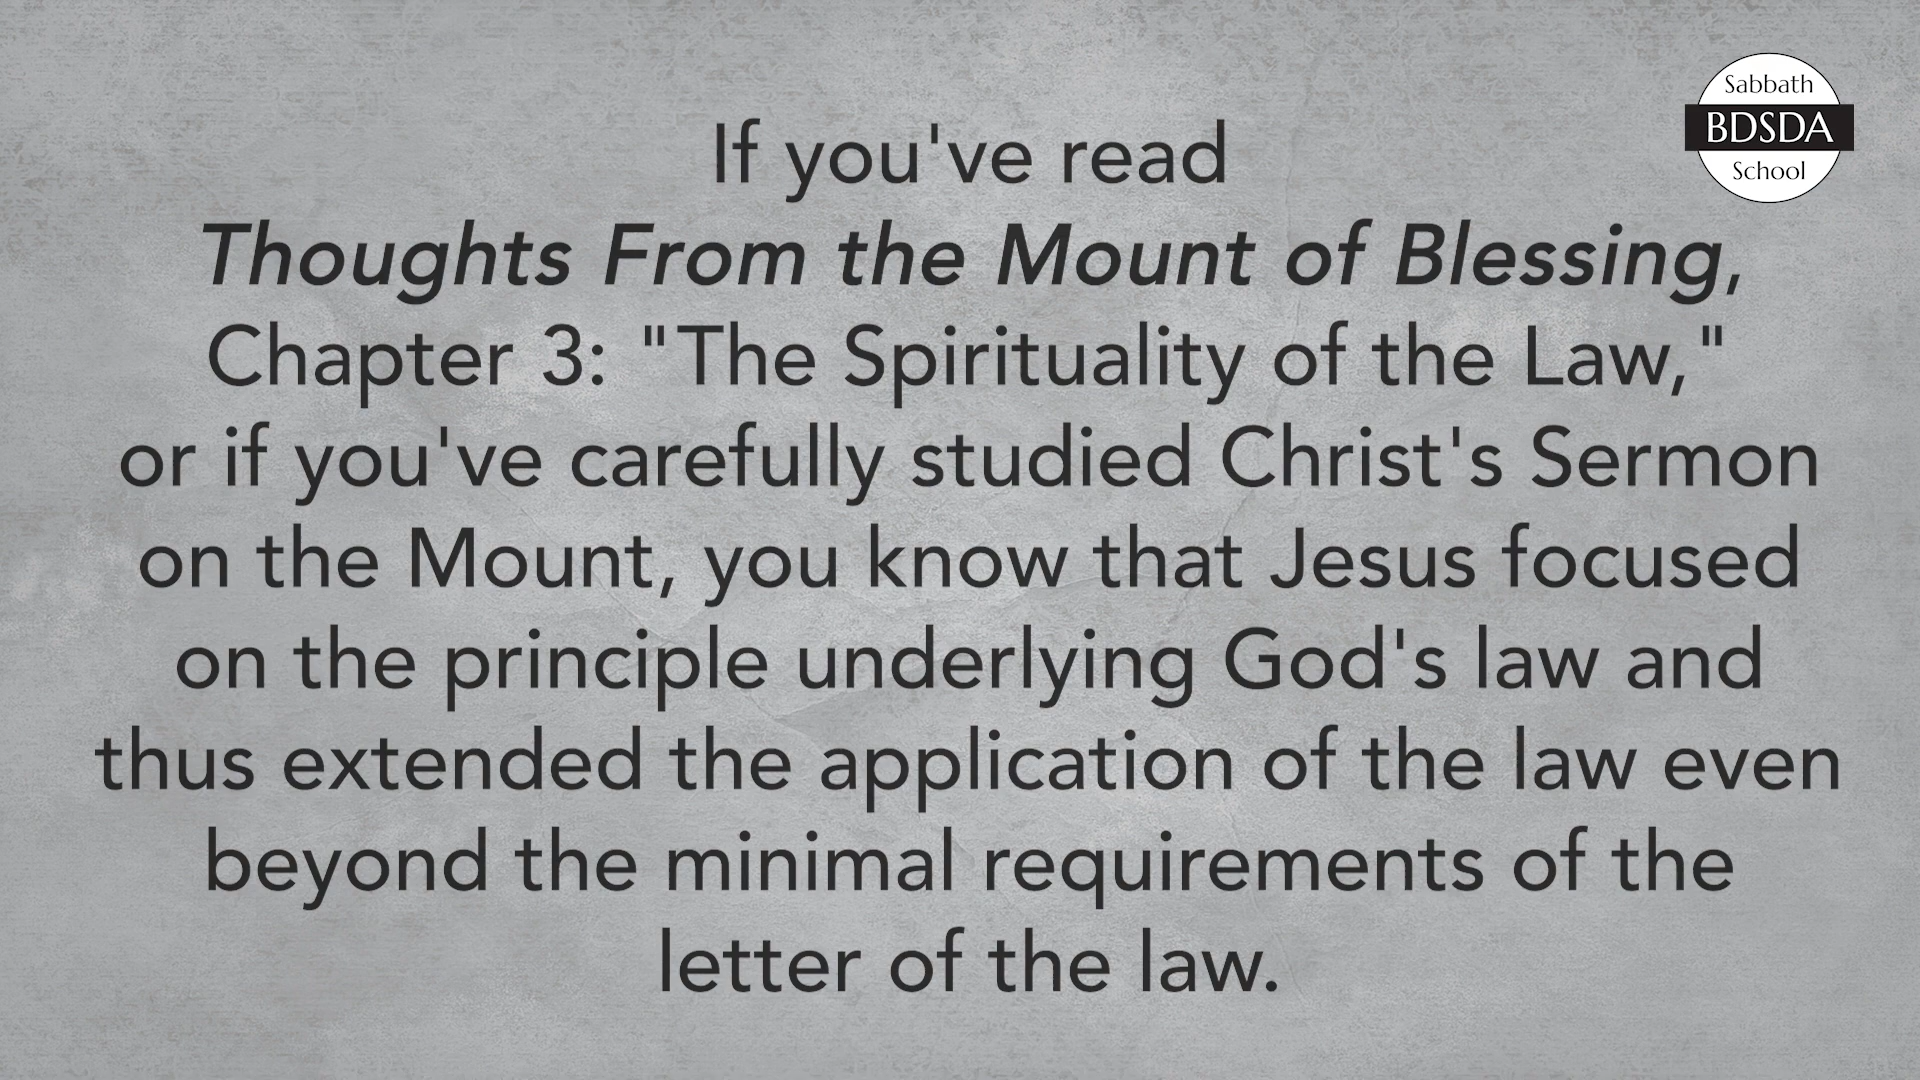 Sabbath
BDSDA
School
If you've read
Thoughts From the Mount of Blessing,
Chapter 3: "The Spirituality of the Law,"
or if you've carefully studied Christ's Sermon
on the Mount, you know that Jesus focused
on the principle underlying God's law and
thus extended the application of the law even
beyond the minimal requirements of the
letter of the law.